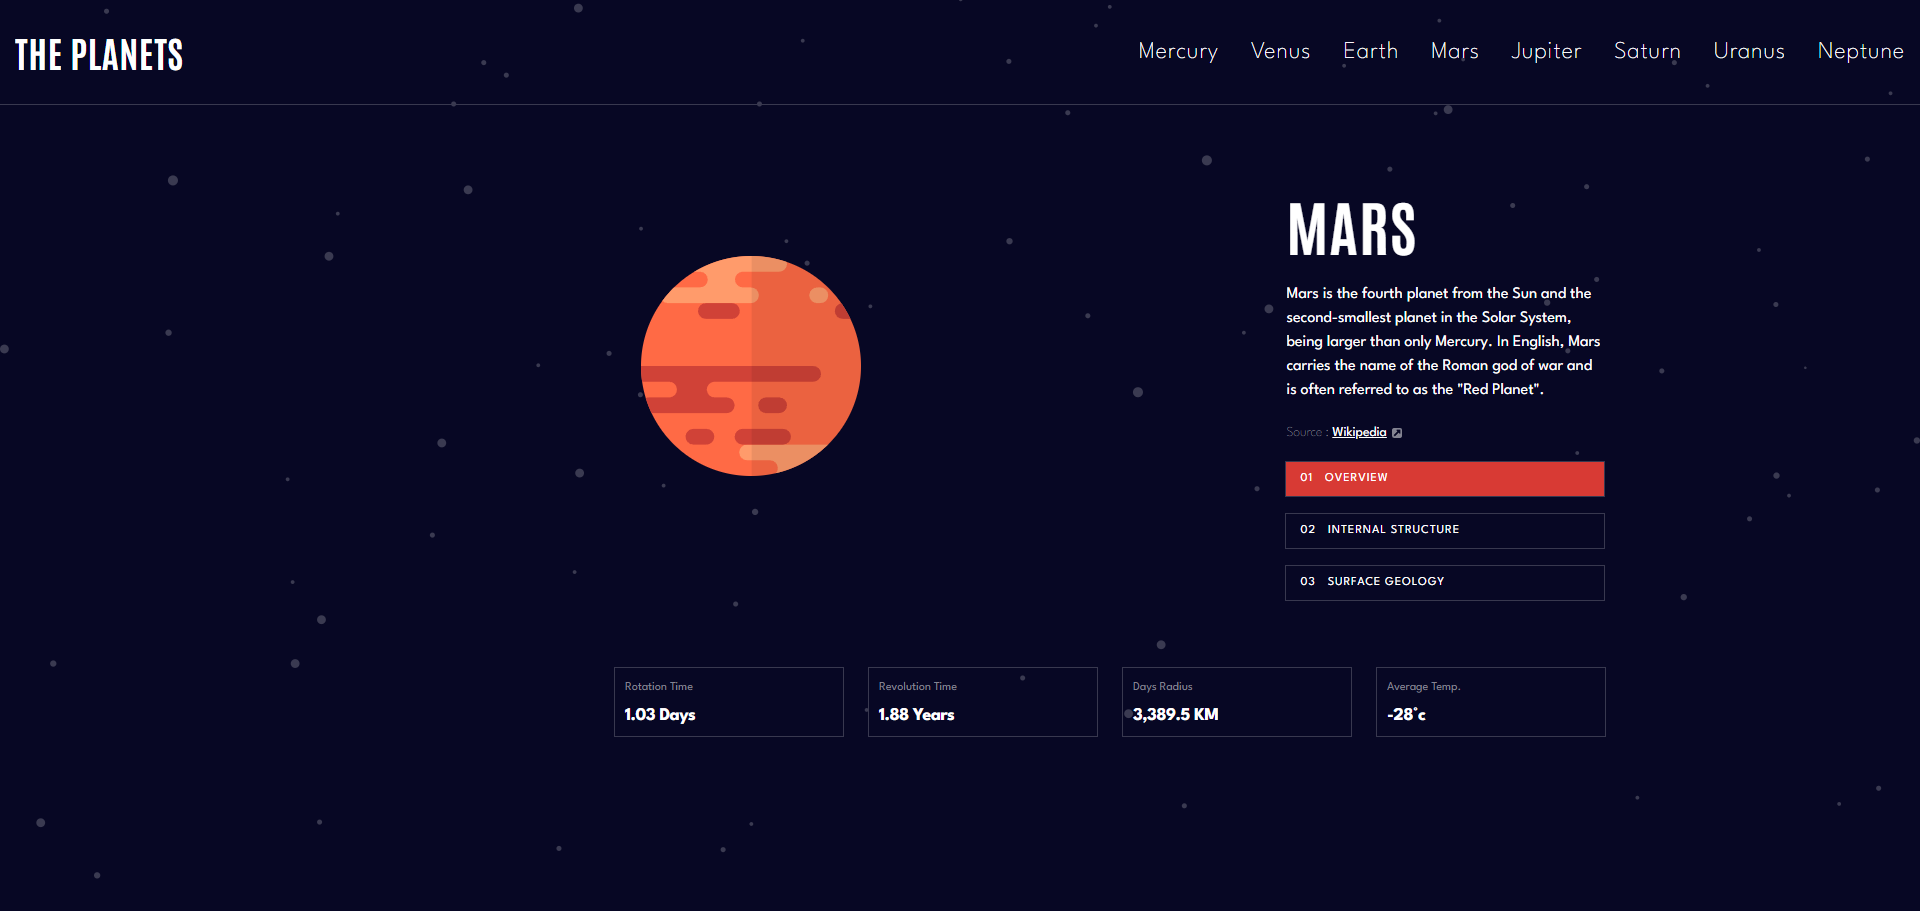 THE PLANETS
Mercury Venus Earth Mars Jupiter Saturn Uranus Neptune
MARS
Mars is the fourth planet from the Sun and the
second-smallest planet in the Solar System,
being larger than only Mercury. In English, Mars
carries the name of the Roman god of war and
is often referred to as the "Red Planet".
Source : Wikipedia
01 OVERVIEW
02 INTERNAL STRUCTURE
03 SURFACE GEOLOGY
Rotation Time
1.03 Days
Revolution Time
1.88 Years
Days Radius
3,389.5 KM
Average Temp.
-28°c